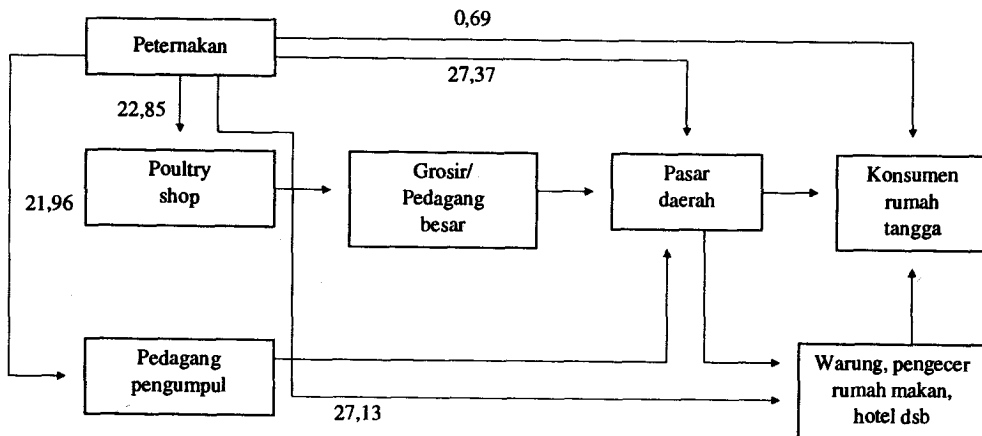 0,69
Peternakan
27,37
22,85
Poultry
shop
Grosir/
Pedagang
besar
Pasar
daerah
Konsumen
rumah
tangga
21,96
Pedagang
pengumpul
Warung, pengecer
rumah makan,
hotel dsb
27,13